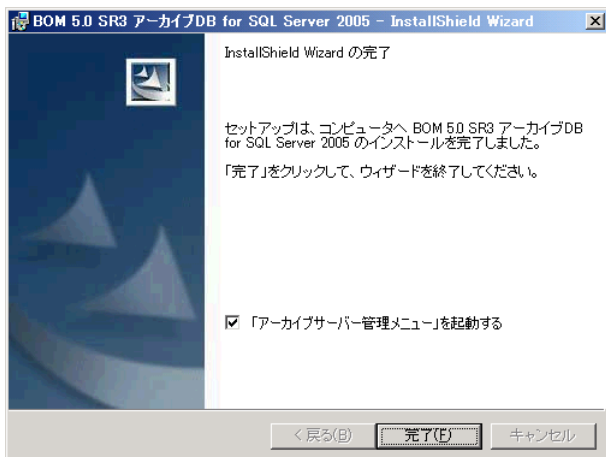 BOM 5.0 SR3 アーカイブDB for SQL Server 2005 - InstallShield Wizard
InstallShield Wizard の完了
セットアップは、コンピュータへ BOM 5.0 SR3 アーカイブDB
for SQL Server 2005 のインストールを完了しました。
「完了」をクリックして、ウィザードを終了してください。
「アーカイブサーバー管理メニュー」を起動する
< 戻る(B)
完了(F)
キャンセル